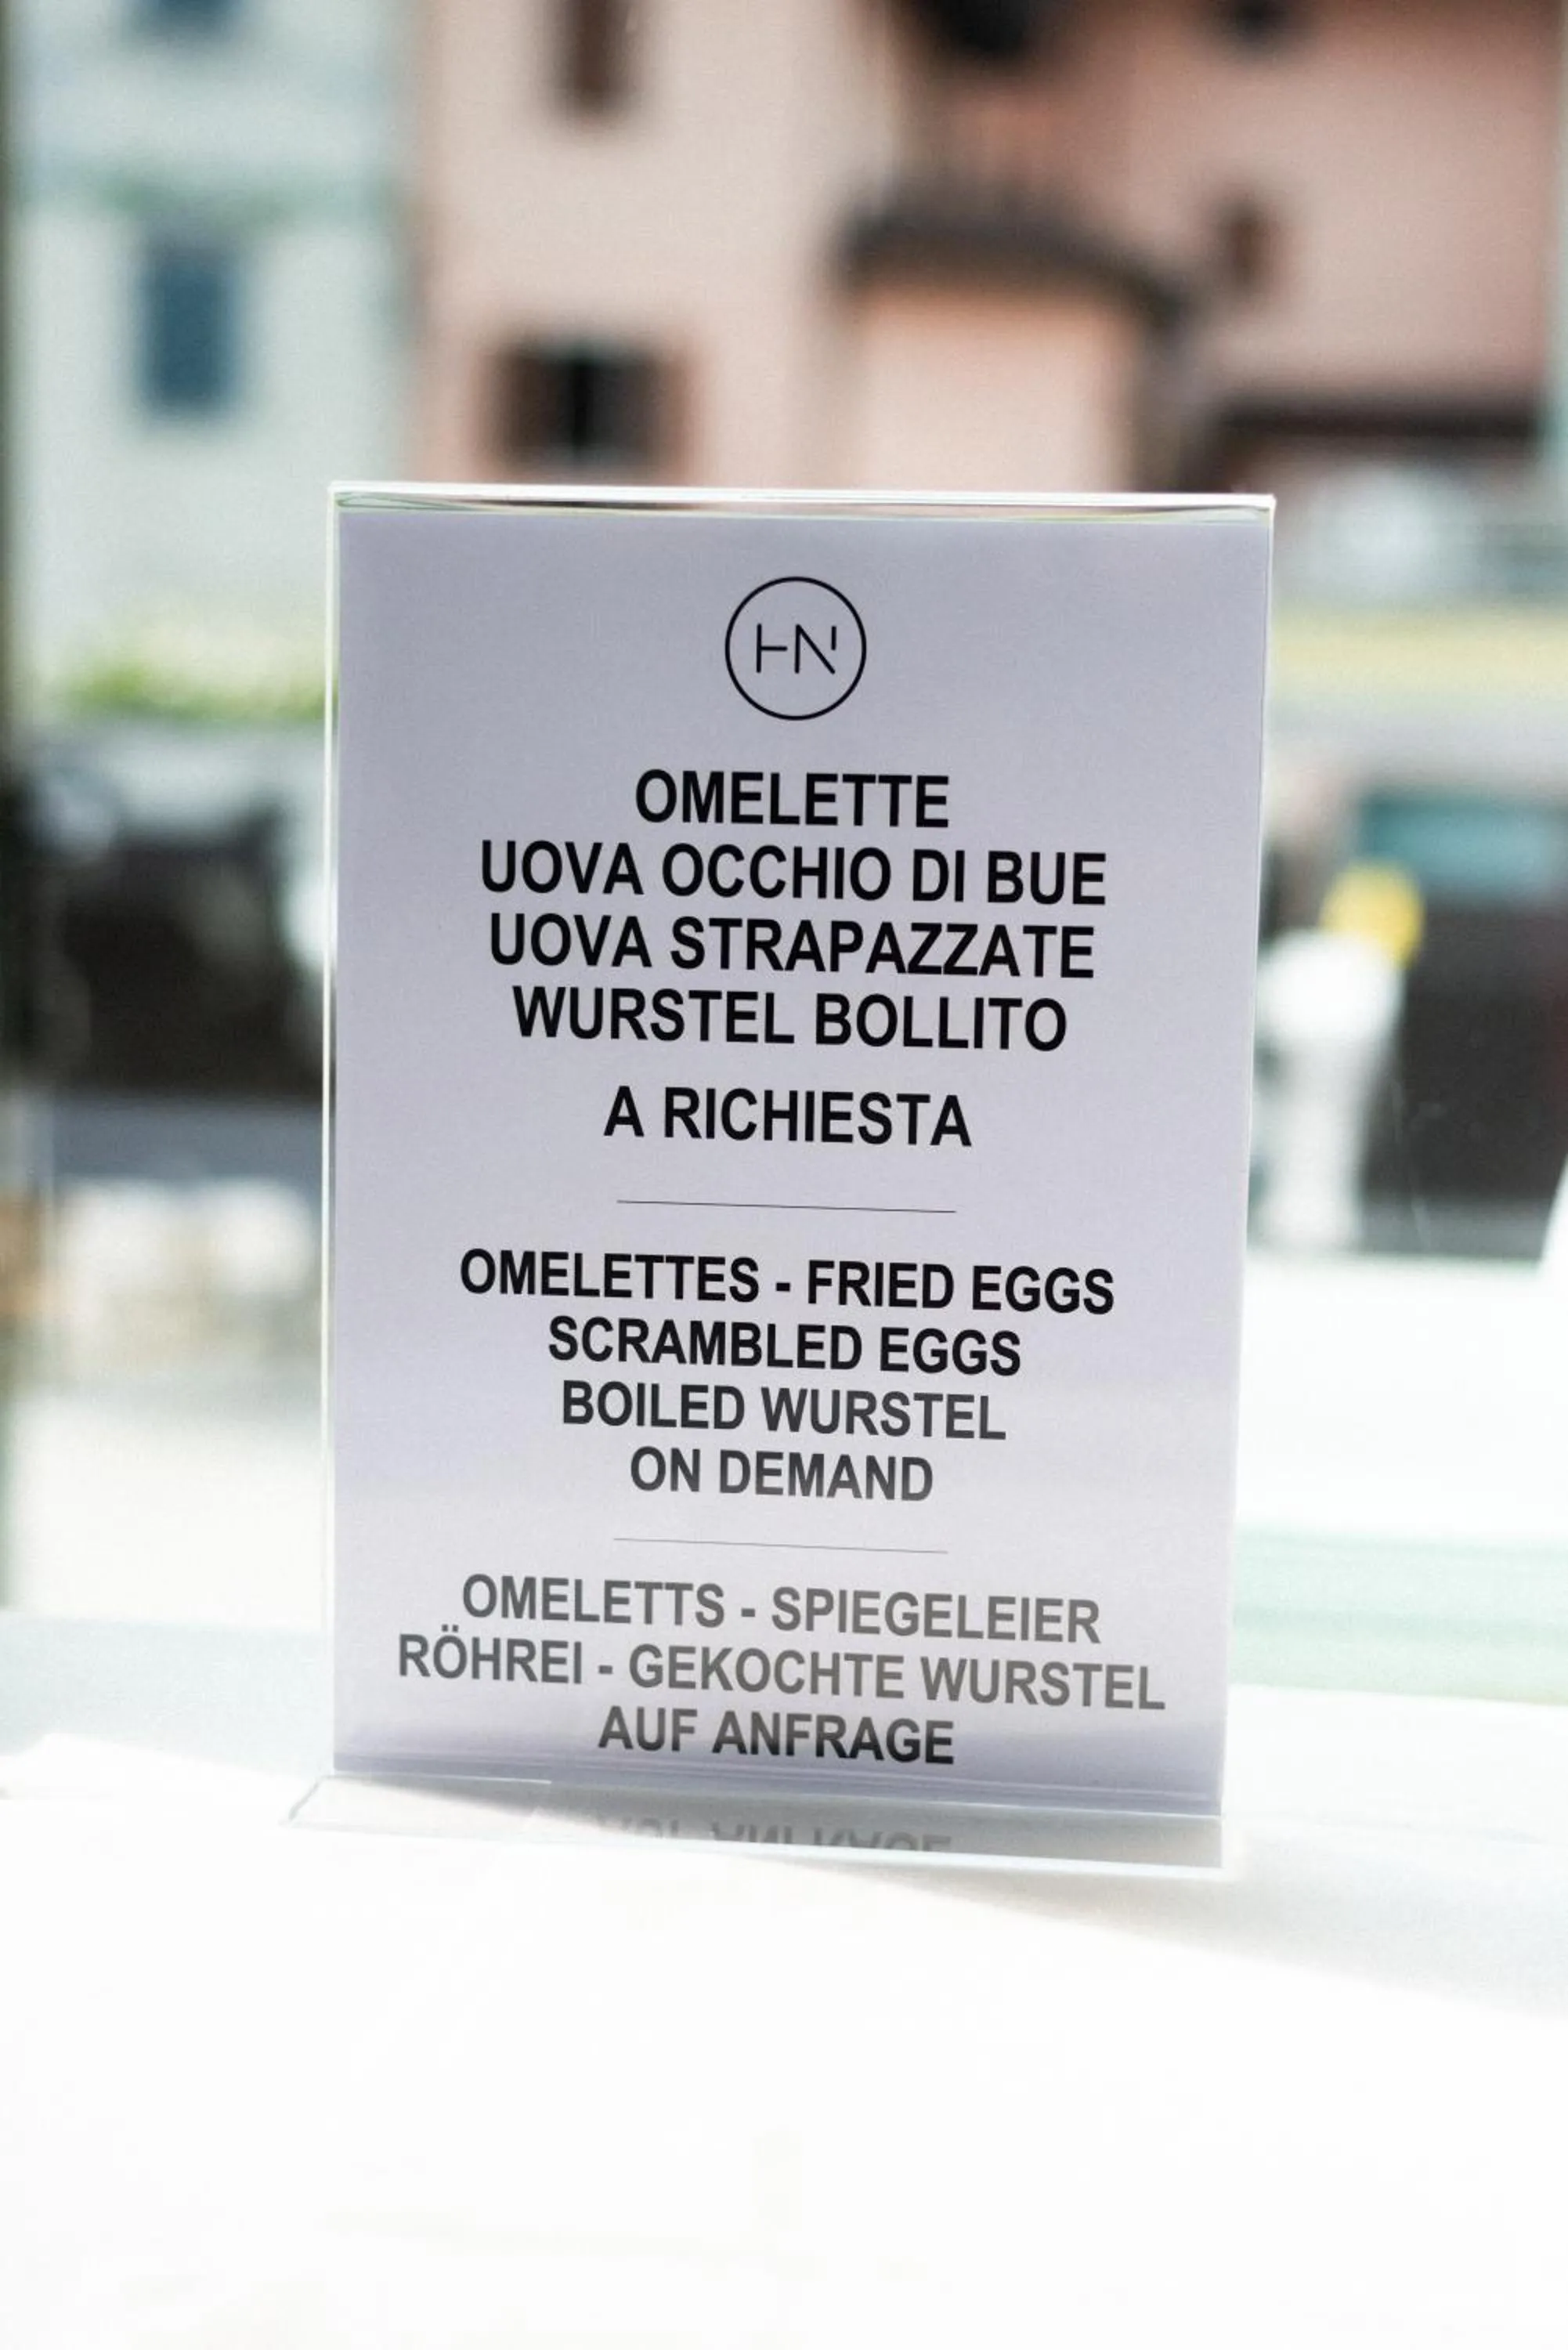 HN
OMELETTE
UOVA OCCHIO DI BUE
UOVA STRAPAZZATE
WURSTEL BOLLITO
A RICHIESTA
OMELETTES - FRIED EGGS
SCRAMBLED EGGS
BOILED WURSTEL
ON DEMAND
OMELETTS - SPIEGELEIER
RÖHREI - GEKOCHTE WURSTEL
AUF ANFRAGE